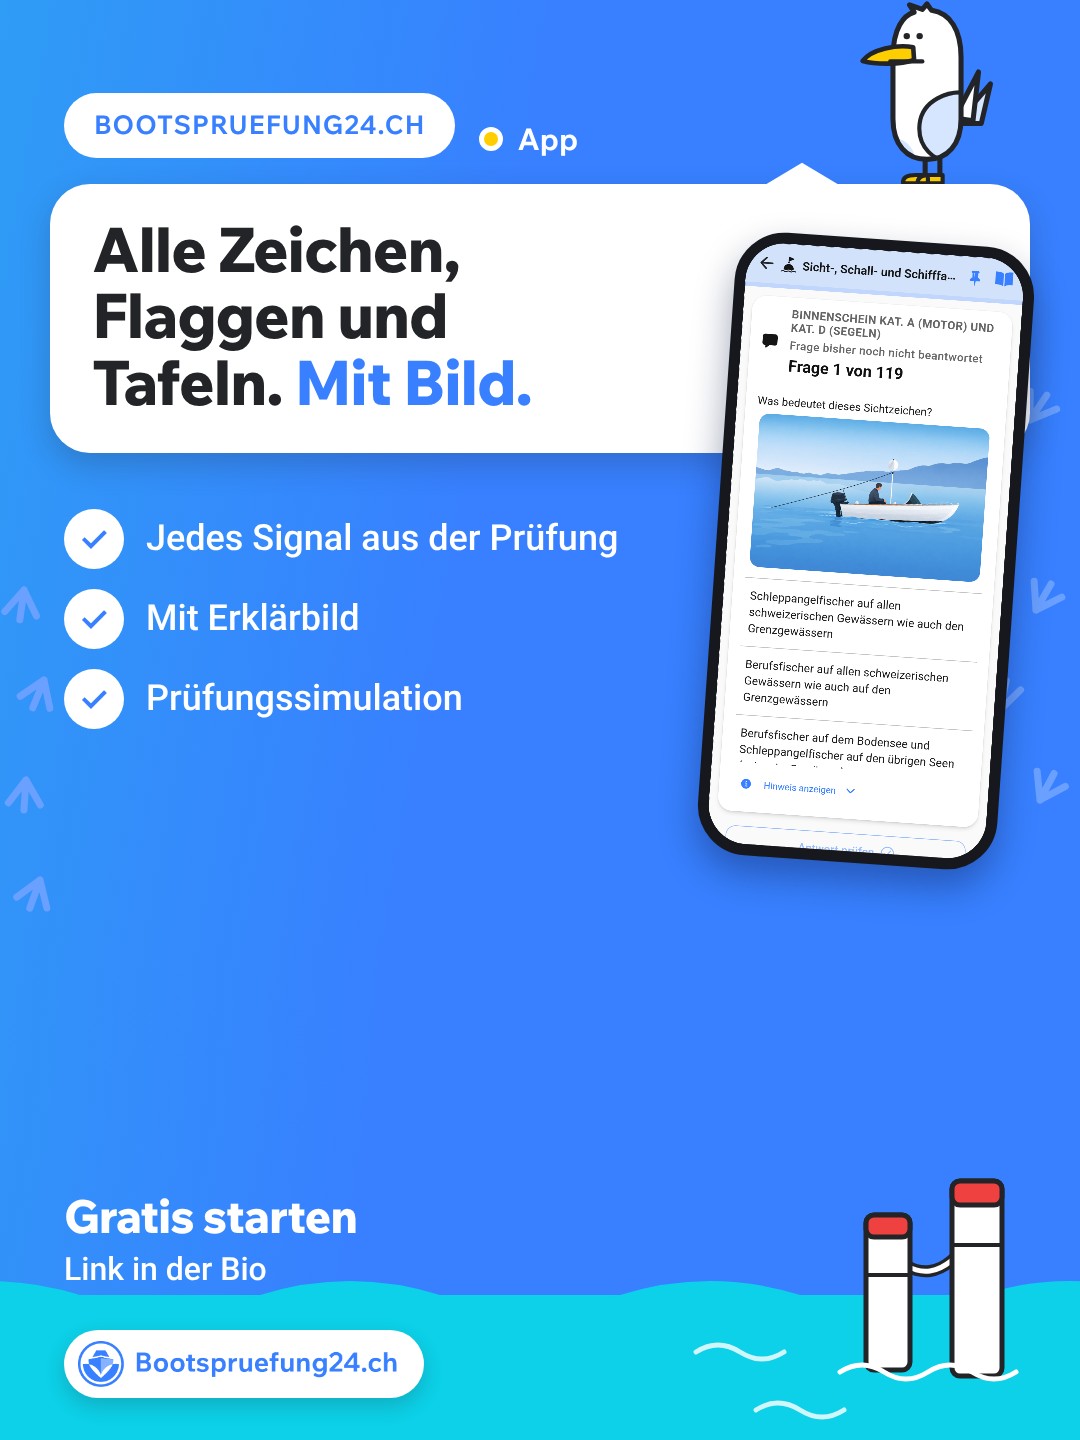 BOOTSPRUEFUNG24.CH
App
Alle Zeichen,
Flaggen und
Tafeln. Mit Bild.
Sicht-, Schall- und Schifffa...
BINNENSCHEIN KAT. A (MOTOR) UND
KAT. D (SEGELN)
Frage bisher noch nicht beantwortet
Frage 1 von 119
Was bedeutet dieses Sichtzeichen?
Schleppangelfischer auf allen
schweizerischen Gewässern wie auch den
Grenzgewässern
Berufsfischer auf allen schweizerischen
Gewässern wie auch auf den
Grenzgewässern
Berufsfischer auf dem Bodensee und
Schleppangelfischer auf den übrigen Seen
Hinweis anzeigen
Antwort prüfen
Jedes Signal aus der Prüfung
Mit Erklärbild
Prüfungssimulation
Gratis starten
Link in der Bio
Bootspruefung24.ch